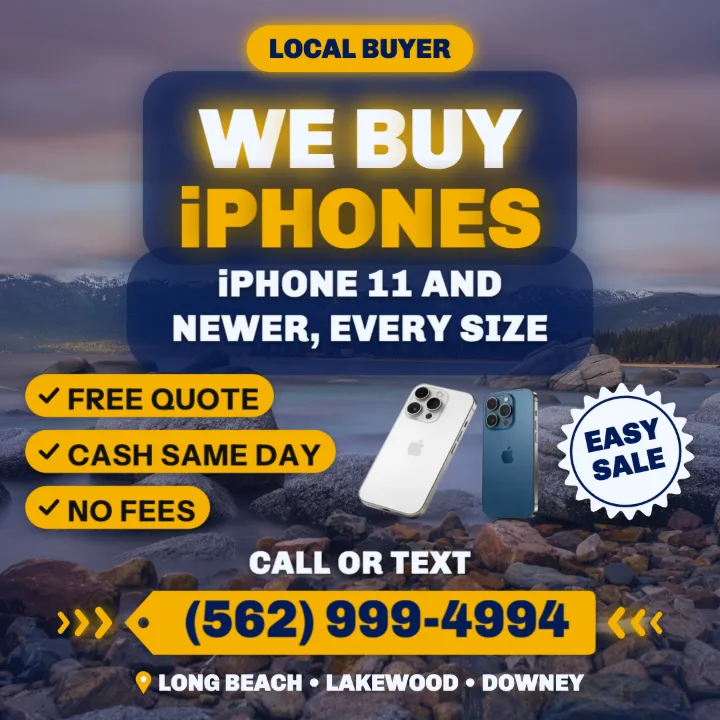 LOCAL BUYER
WE BUY
iPHONES
iPHONE 11 AND
NEWER, EVERY SIZE
FREE QUOTE
CASH SAME DAY
NO FEES
EASY
SALE
CALL OR TEXT
(562) 999-4994
LONG BEACH • LAKEWOOD • DOWNEY